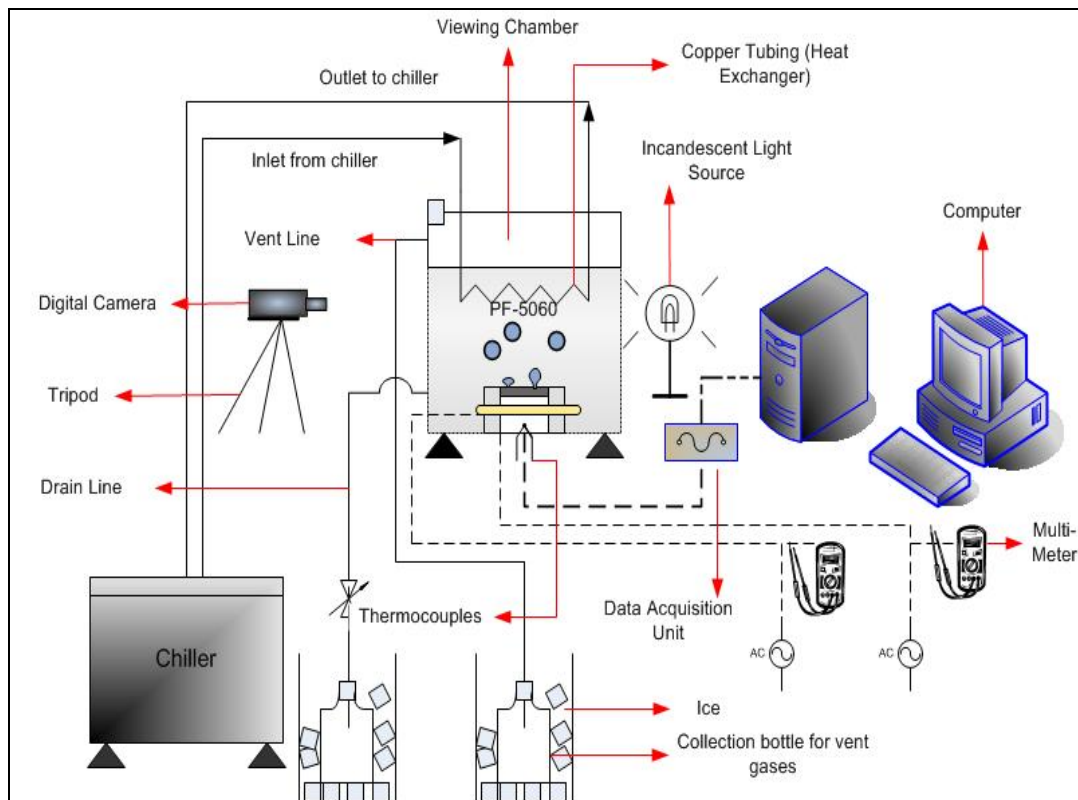 Viewing Chamber
Copper Tubing (Heat
Exchanger)
Outlet to chiller
Incandescent Light
Source
Inlet from chiller
Computer
Vent Line
Digital Camera
PF-5060
Tripod
Drain Line
Multi-
Meter
Thermocouples
Data Acquisition
Unit
Chiller
AC
AC
Ice
Collection bottle for vent
gases